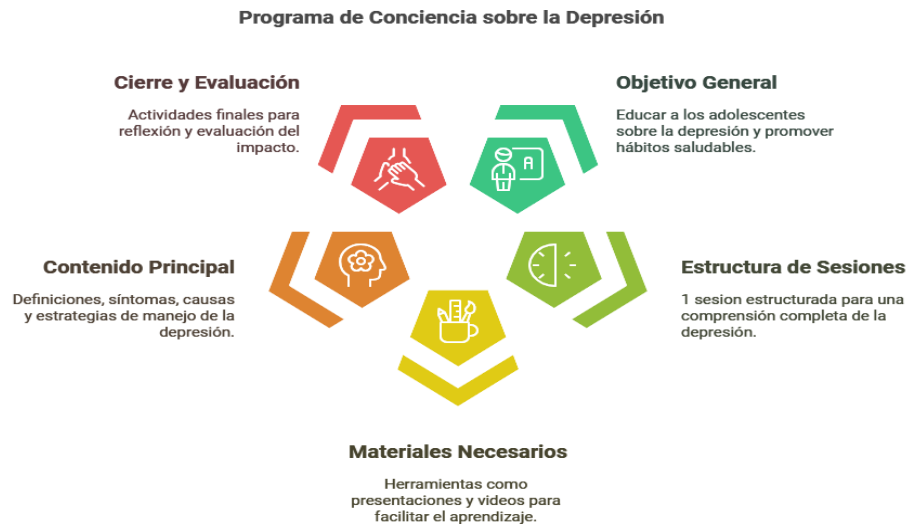 Programa de Conciencia sobre la Depresión
Cierre y Evaluación
Actividades finales para
reflexión y evaluación del
impacto.
Objetivo General
Educar a los adolescentes
sobre la depresión y promover
hábitos saludables.
A
Contenido Principal
Definiciones, síntomas, causas
y estrategias de manejo de la
depresión.
Estructura de Sesiones
1 sesion estructurada para una
comprensión completa de la
depresión.
Materiales Necesarios
Herramientas como
presentaciones y videos para
facilitar el aprendizaje.